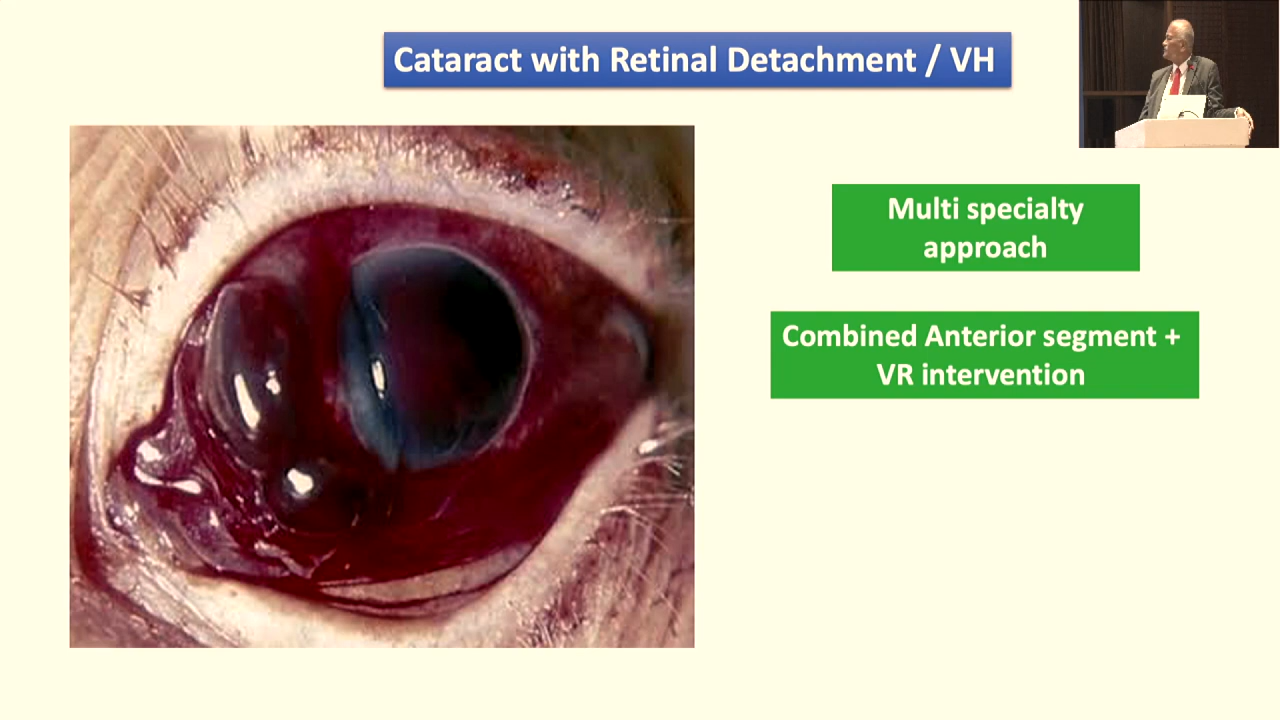 Cataract with Retinal Detachment / VH
Multi specialty
approach
Combined Anterior segment +
VR intervention